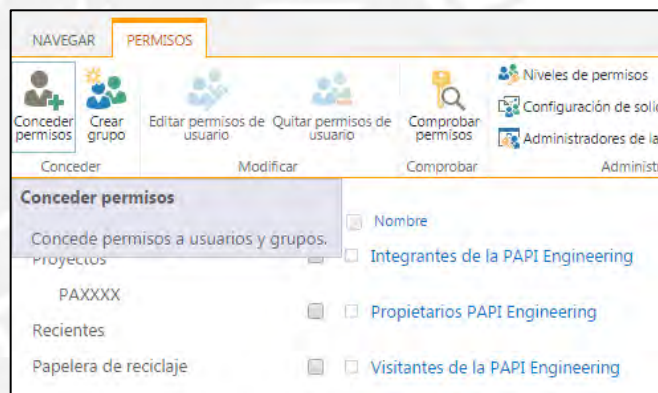 NAVEGAR PERMISOS
Conceder permisos
Crear grupo
Editar permisos de usuario
Quitar permisos de usuario
Comprobar permisos
Niveles de permisos
Configuración de solic
Administradores de la
Conceder Modificar Comprobar Administr
Conceder permisos
Concede permisos a usuarios y grupos.
Nombre
Proyectos
Integrantes de la PAPI Engineering
PAXXXX
Propietarios PAPI Engineering
Recientes
Papelera de reciclaje
Visitantes de la PAPI Engineering